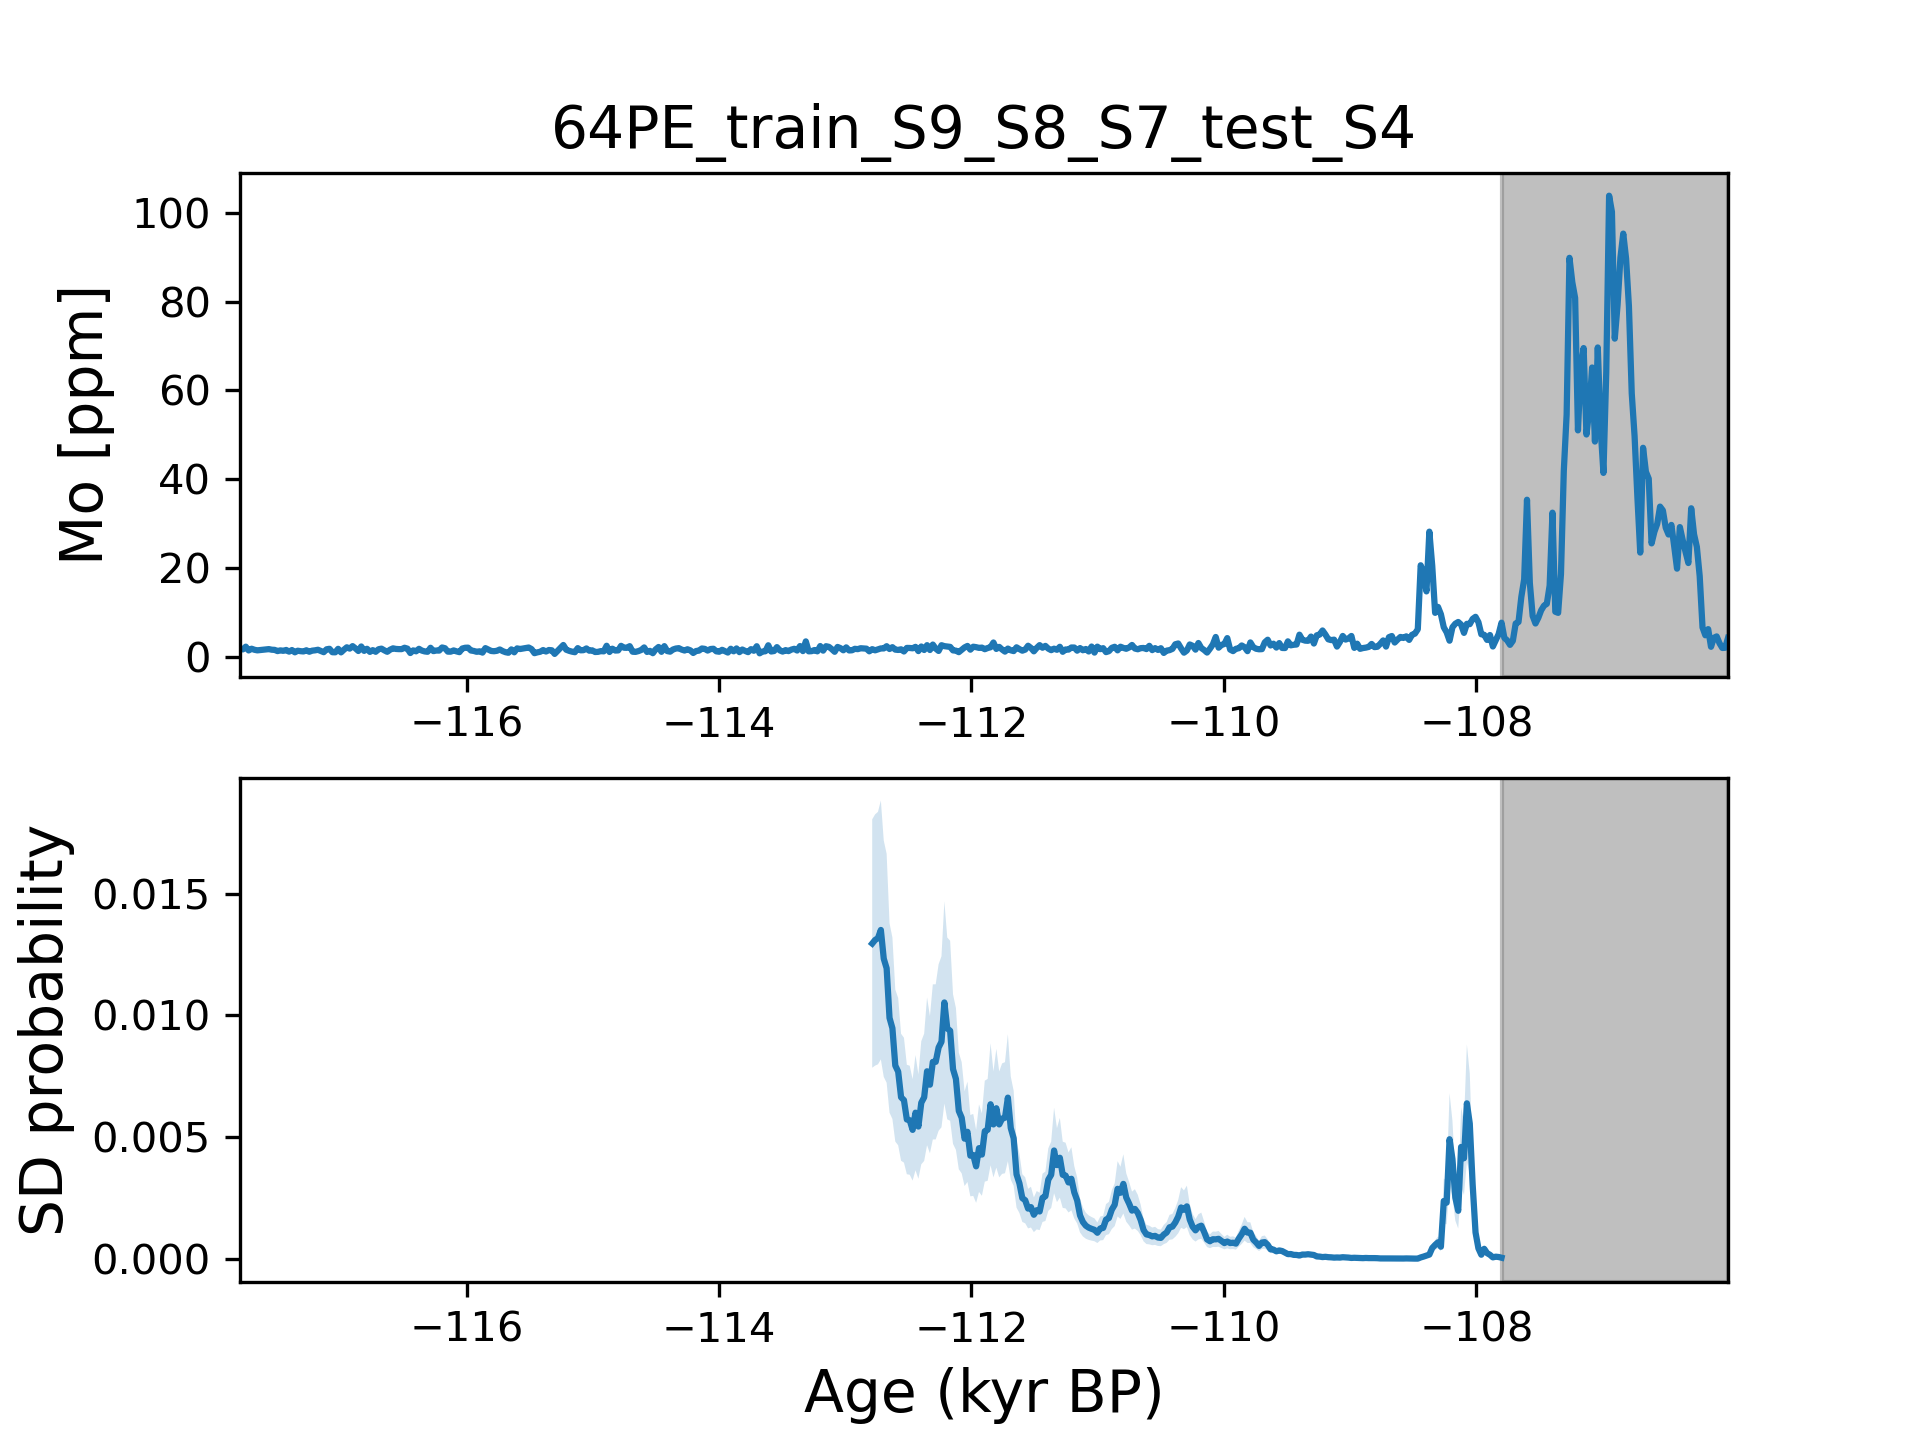 64PE_train_S9_S8_S7_test_S4
Mo [ppm]
100
80
60
40
20
0
−116 −114 −112 −110 −108
SD probability
0.015
0.010
0.005
0.000
−116 −114 −112 −110 −108
Age (kyr BP)